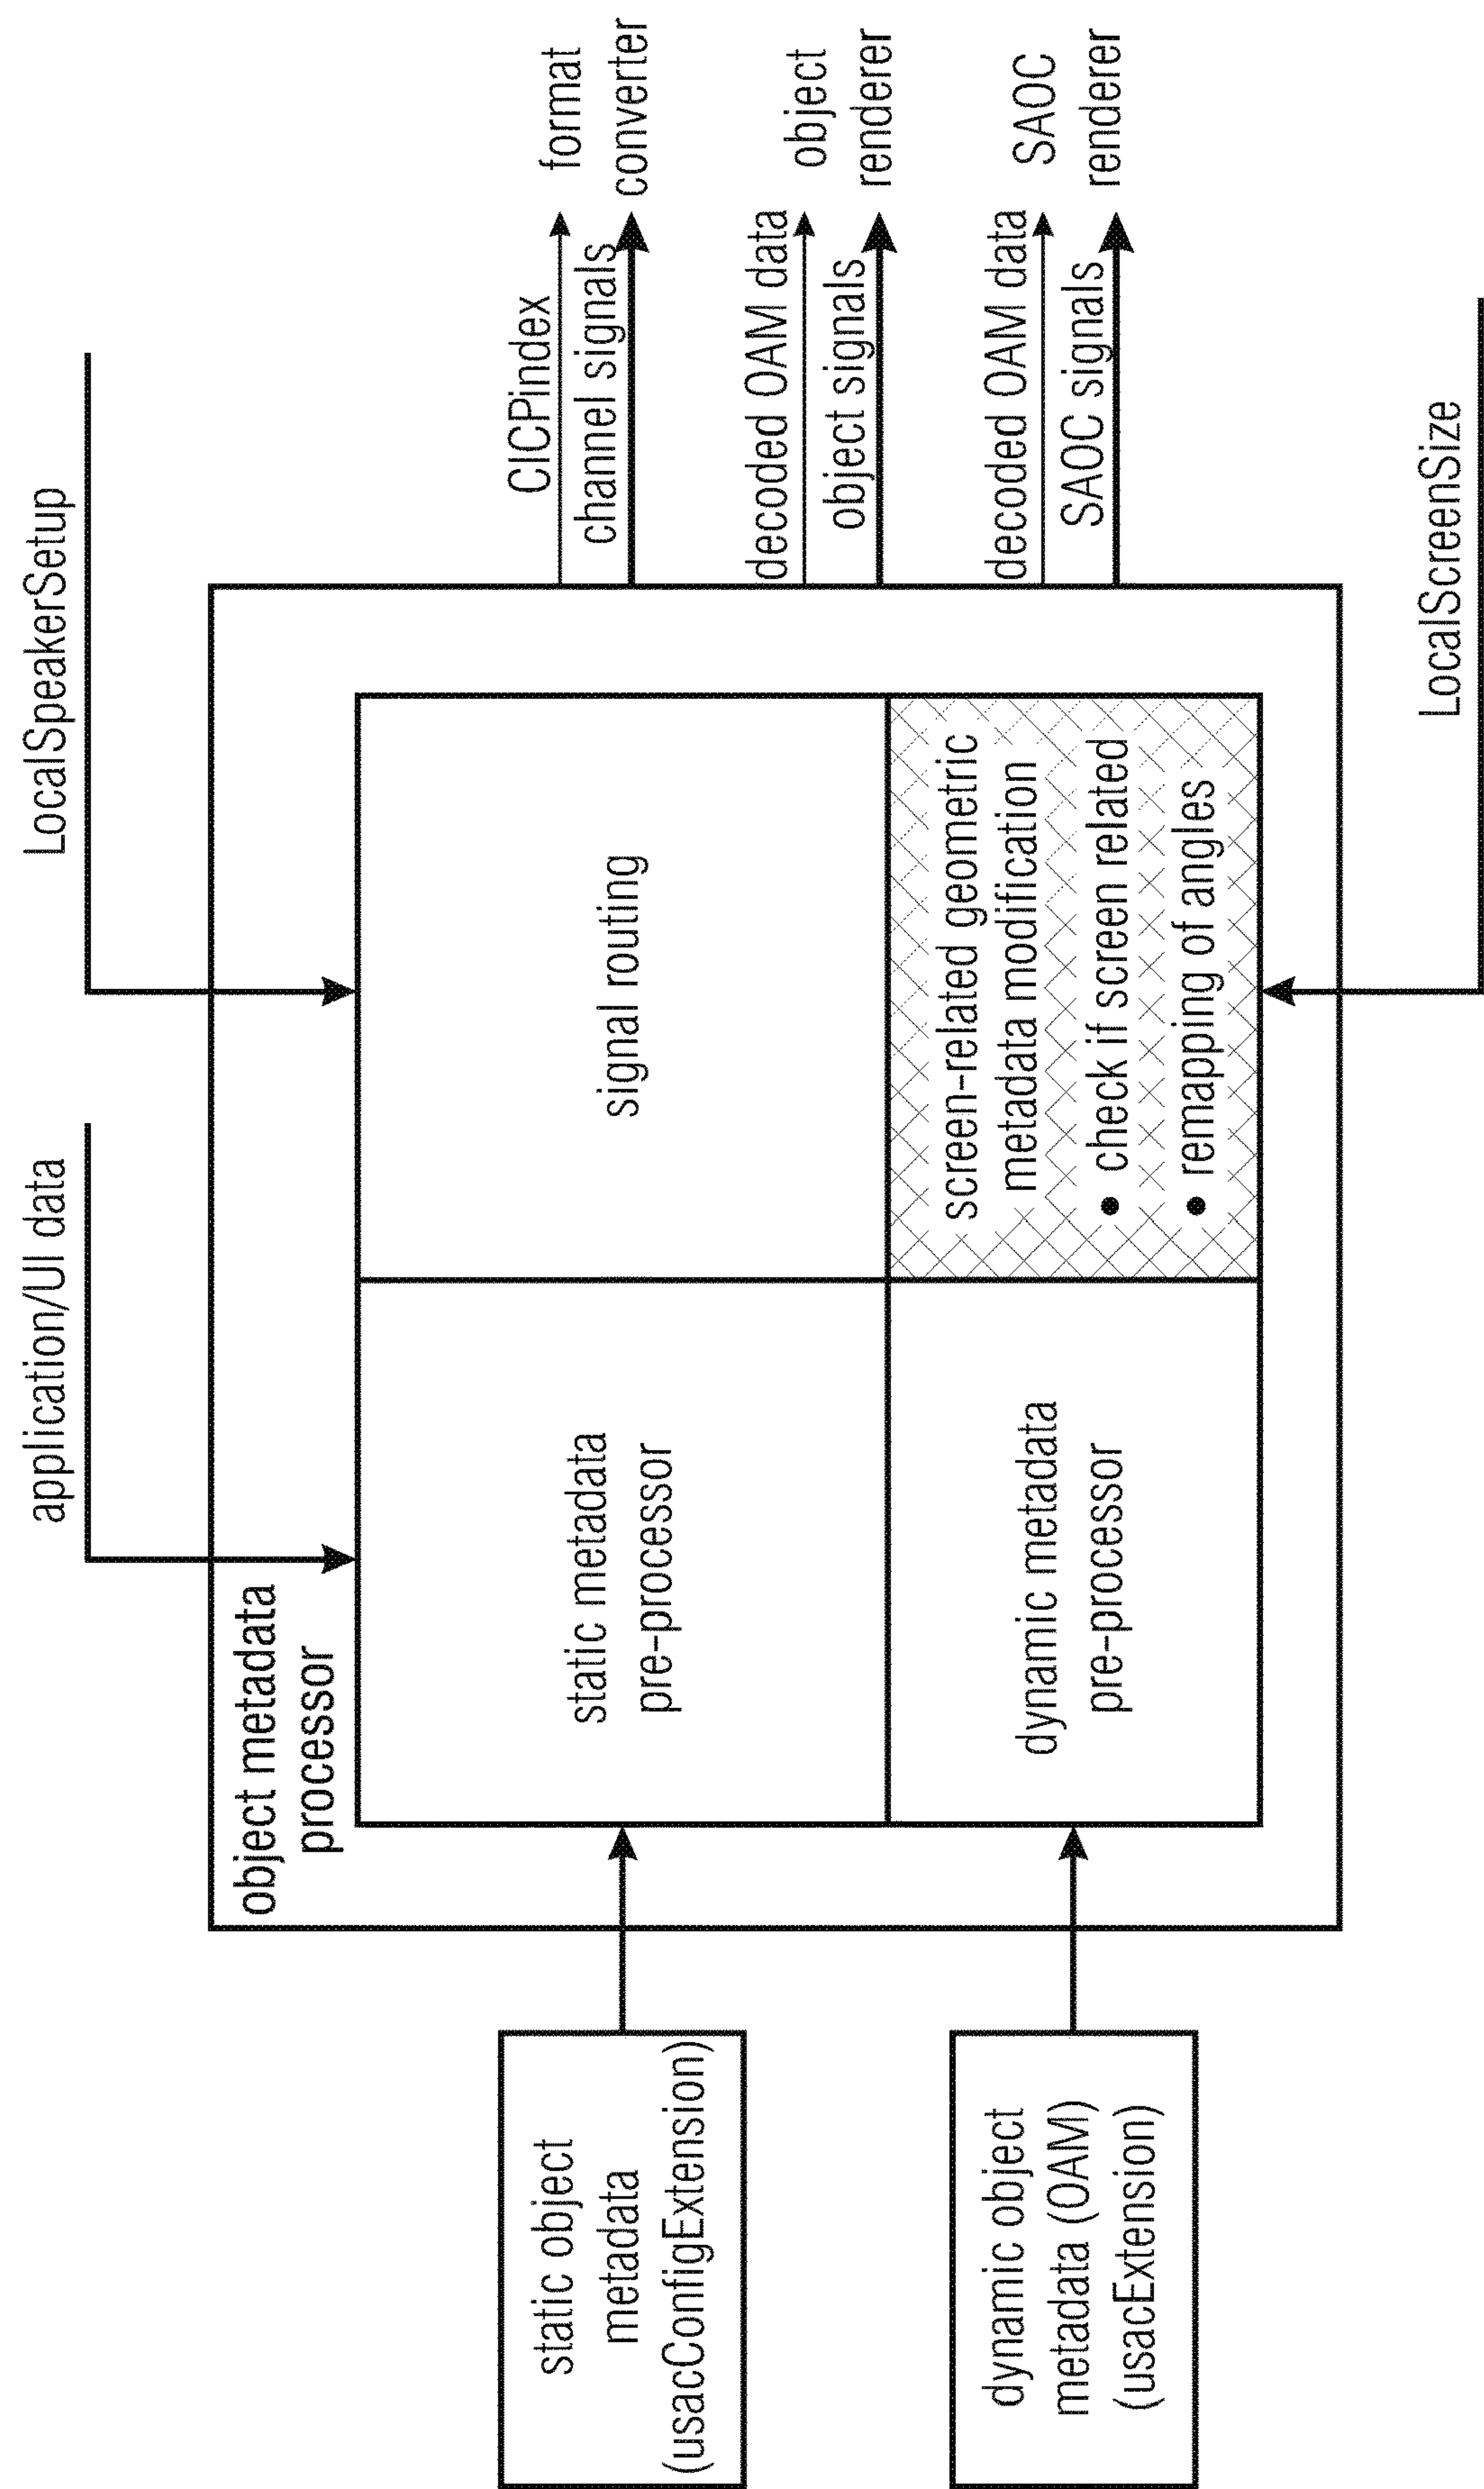 application/UI data
LocalSpeakerSetup
object metadata
processor
static object
metadata
(usacConfigExtension)
static metadata
pre-processor
signal routing
CICPindex
channel signals
format
converter
decoded OAM data
object signals
object
renderer
decoded OAM data
SAOC signals
SAOC
renderer
dynamic object
metadata (OAM)
(usacExtension)
dynamic metadata
pre-processor
screen-related geometric
metadata modification
• check if screen related
• remapping of angles
LocalScreenSize